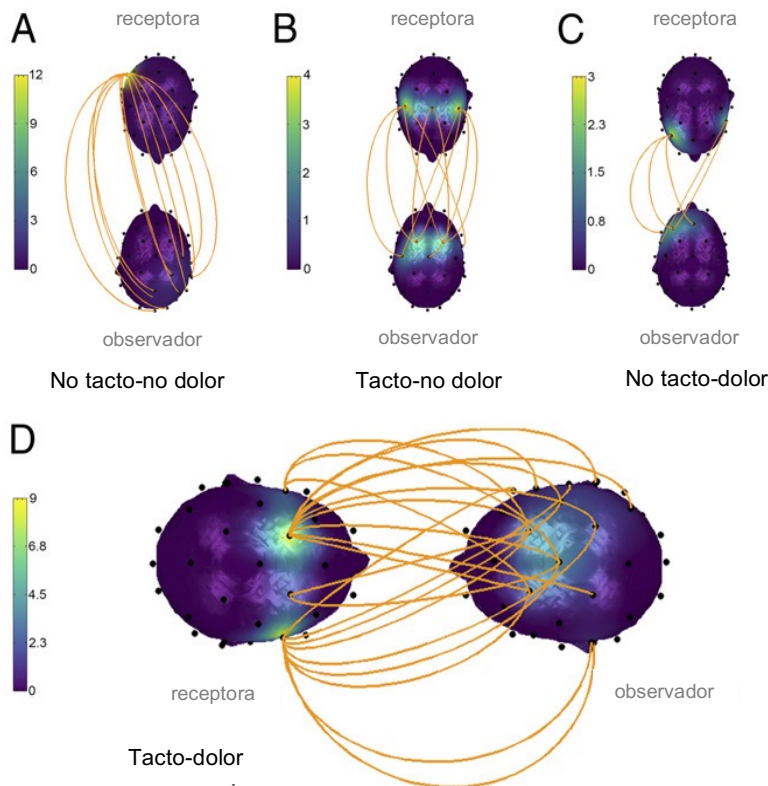 A
receptora
12
9
6
3
0
observador
No tacto-no dolor
B
receptora
4
3
2
1
0
observador
Tacto-no dolor
C
receptora
3
2.3
1.5
0.8
0
observador
No tacto-dolor
D
9
6.8
4.5
2.3
0
receptora
observador
Tacto-dolor